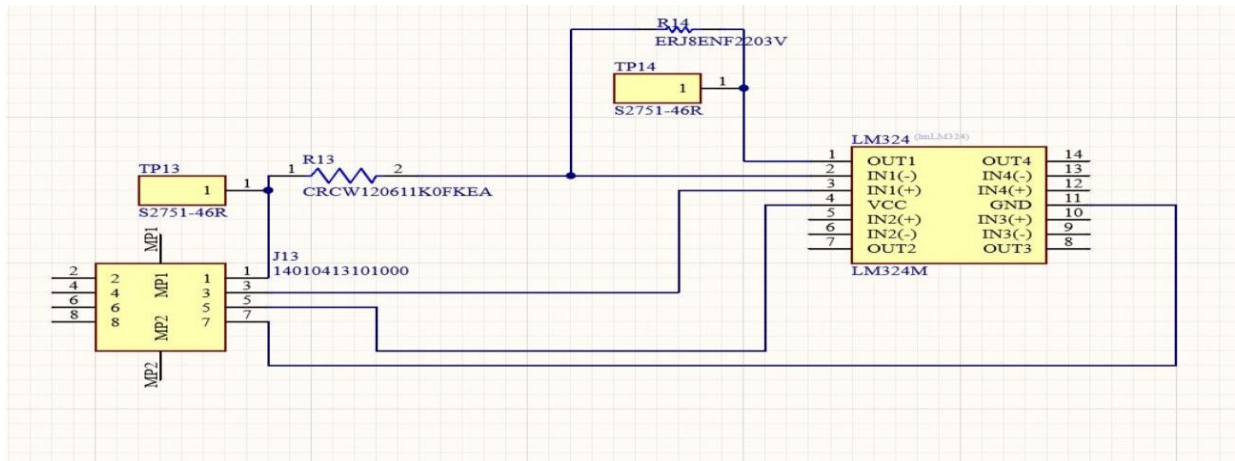 R14
ERJ8ENF2203V
TP14
1 1
S2751-46R
LM324 (lmLM324)
1 OUT1 OUT4 14
2 IN1(-) IN4(-) 13
3 IN1(+) IN4(+) 12
4 VCC GND 11
5 IN2(+) IN3(+) 10
6 IN2(-) IN3(-) 9
7 OUT2 OUT3 8
LM324M
R13
1 2
CRCW120611K0FKEA
TP13
1 1
S2751-46R
MP1
J13
14010413101000
2 2 MP1 1 1
4 4 3 3
6 6 5 5
8 8 MP2 7 7
MP2